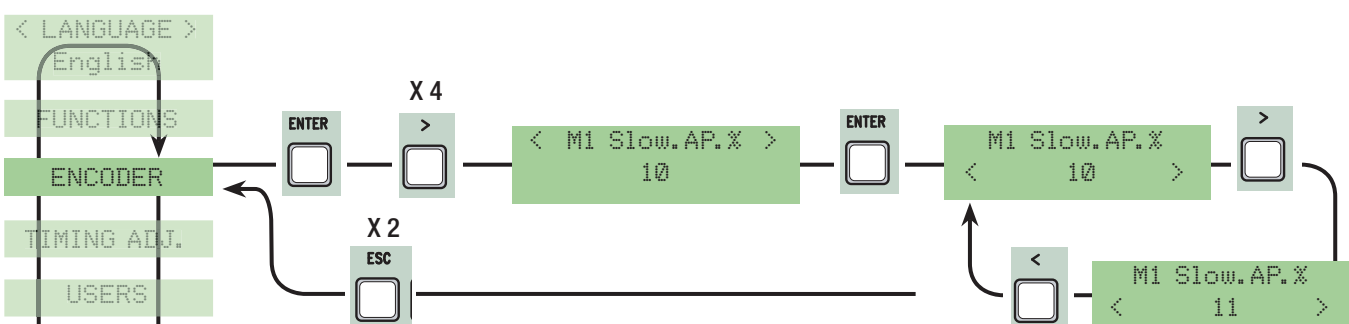 < LANGUAGE >
English
FUNCTIONS
ENCODER
TIMING ADJ.
USERS
ENTER
X 4
>
< M1 Slow.AP.% >
10
ENTER
M1 Slow.AP.%
< 10 >
>
X 2
ESC
<
M1 Slow.AP.%
< 11 >